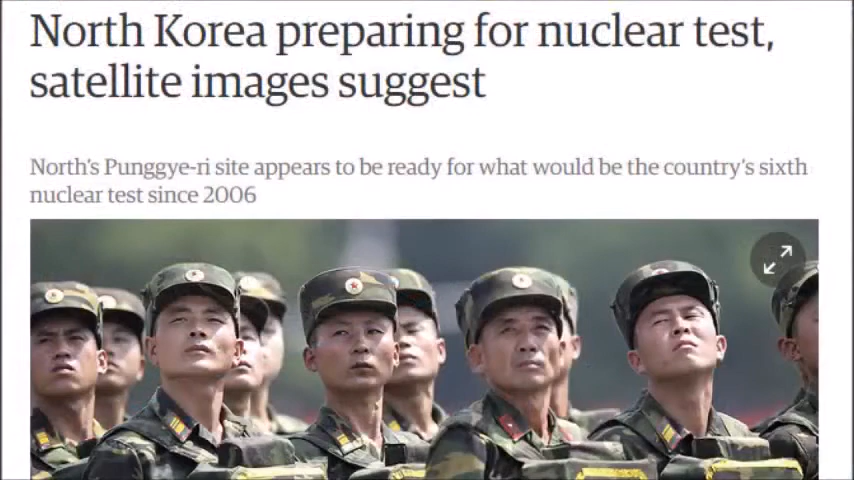 North Korea preparing for nuclear test,
satellite images suggest
North's Punggye-ri site appears to be ready for what would be the country's sixth
nuclear test since 2006